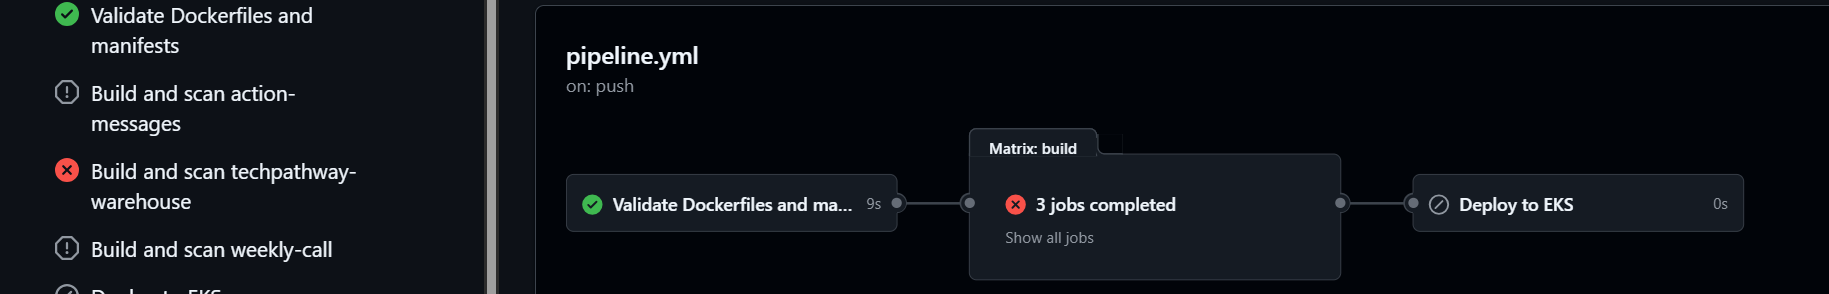 Validate Dockerfiles and
manifests
Build and scan action-
messages
Build and scan techpathway-
warehouse
Build and scan weekly-call
pipeline.yml
on: push
Matrix: build
Validate Dockerfiles and ma... 9s
3 jobs completed
Show all jobs
Deploy to EKS 0s